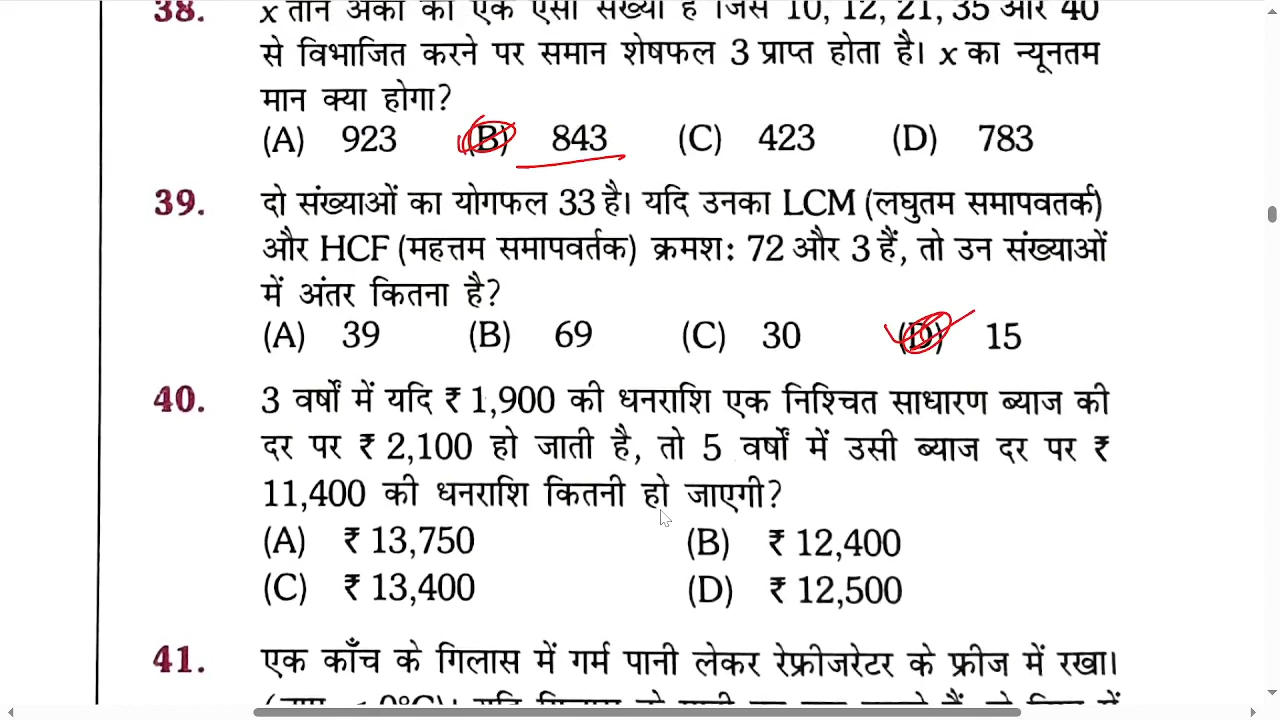 38. x तीन अंकों की एक ऐसी संख्या है जिसे 10, 12, 21, 35 और 40
से विभाजित करने पर समान शेषफल 3 प्राप्त होता है। x का न्यूनतम
मान क्या होगा?
(A) 923 (B) 843 (C) 423 (D) 783
39. दो संख्याओं का योगफल 33 है। यदि उनका LCM (लघुतम समापवतर्क)
और HCF (महत्तम समापवर्तक) क्रमश: 72 और 3 हैं, तो उन संख्याओं
में अंतर कितना है?
(A) 39 (B) 69 (C) 30 (D) 15
40. 3 वर्षों में यदि ₹ 1,900 की धनराशि एक निश्चित साधारण ब्याज की
दर पर ₹ 2,100 हो जाती है, तो 5 वर्षों में उसी ब्याज दर पर ₹
11,400 की धनराशि कितनी हो जाएगी?
(A) ₹ 13,750 (B) ₹ 12,400
(C) ₹ 13,400 (D) ₹ 12,500
41. एक काँच के गिलास में गर्म पानी लेकर रेफ्रीजरेटर के फ्रीज में रखा।